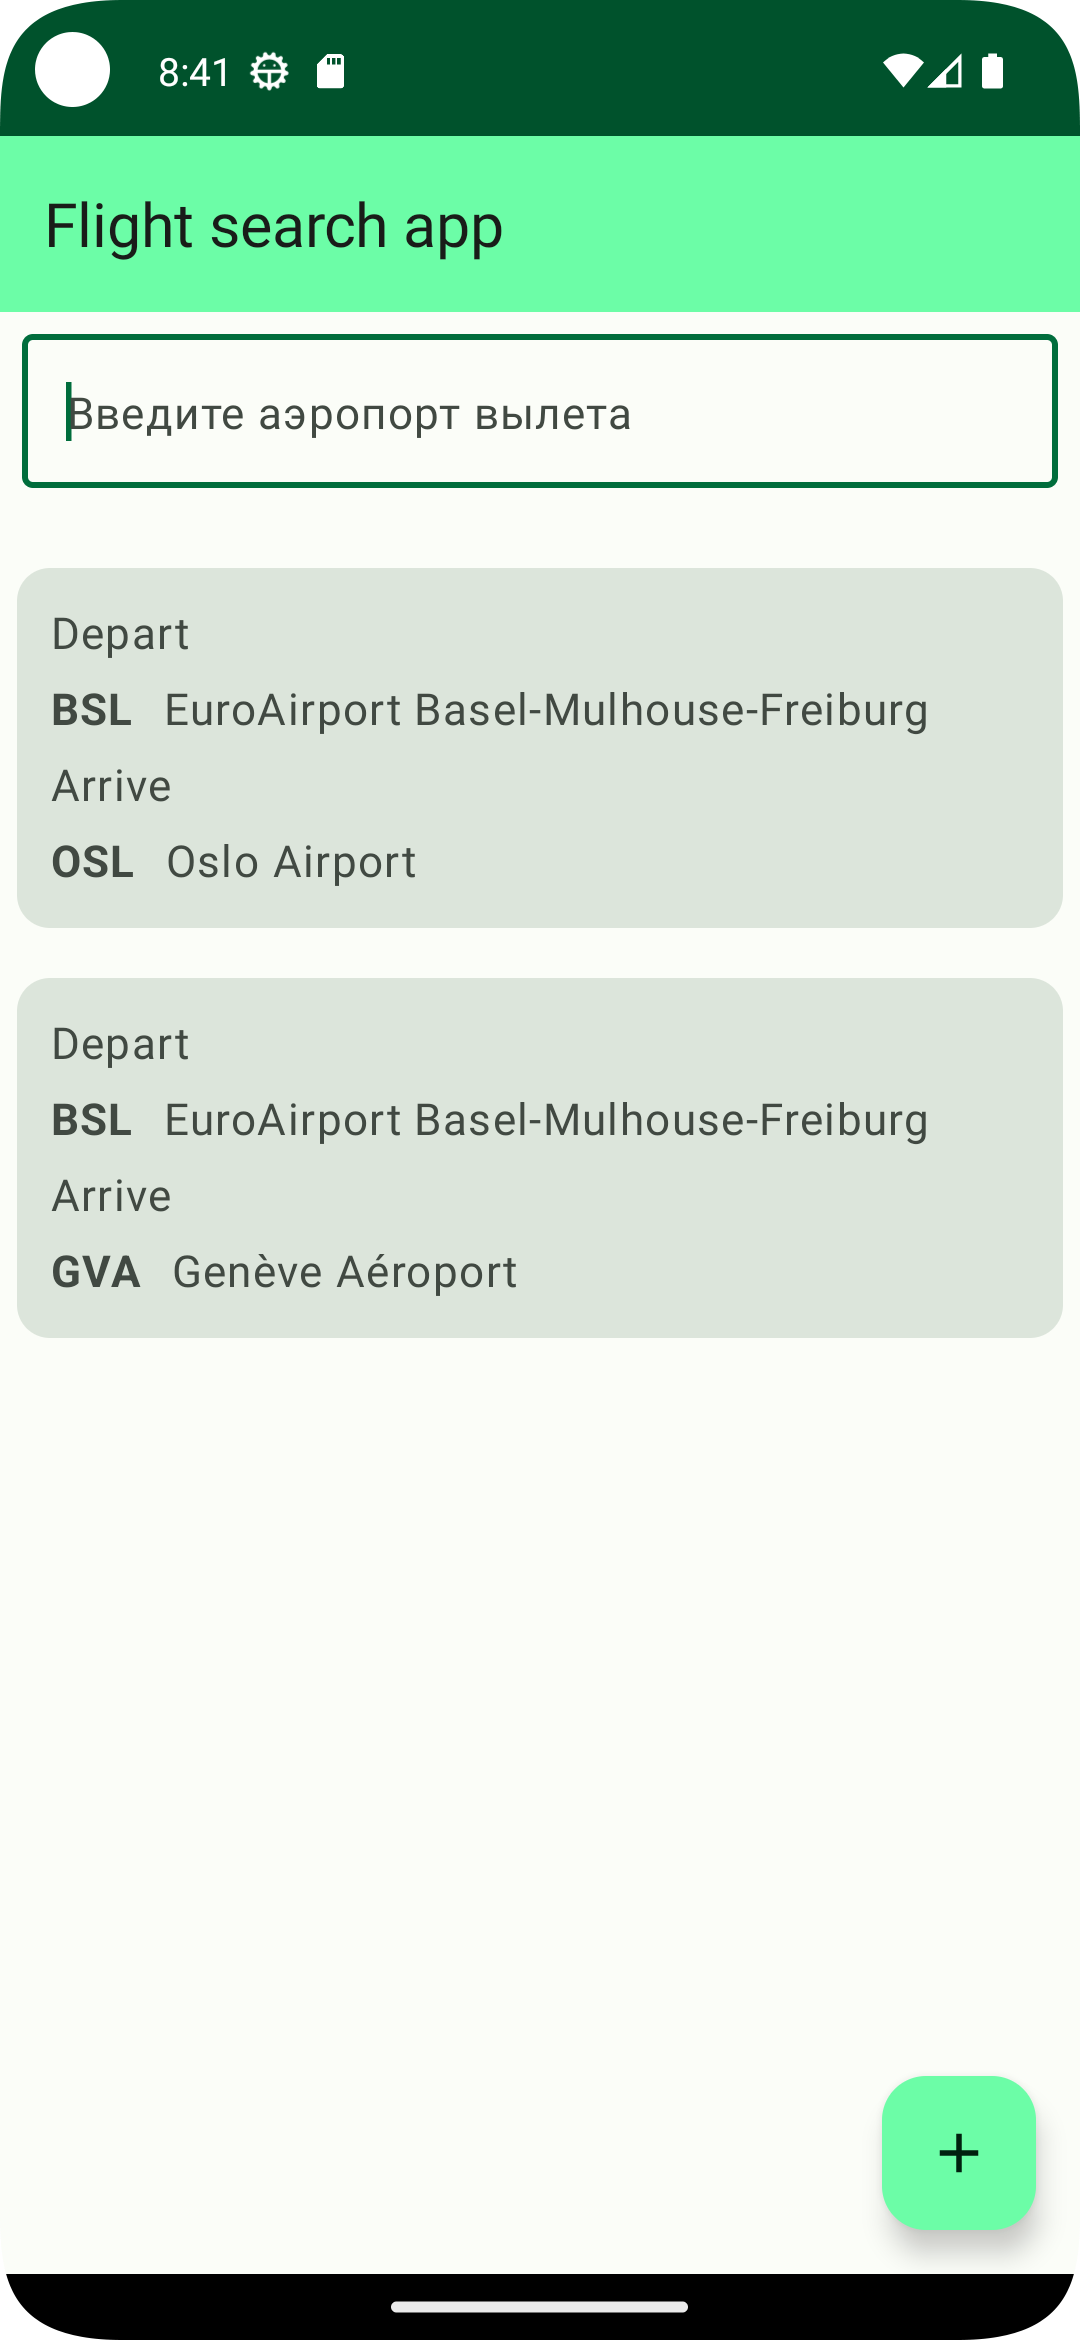 8:41
Flight search app
Введите аэропорт вылета
Depart
BSL EuroAirport Basel-Mulhouse-Freiburg
Arrive
OSL Oslo Airport
Depart
BSL EuroAirport Basel-Mulhouse-Freiburg
Arrive
GVA Genève Aéroport